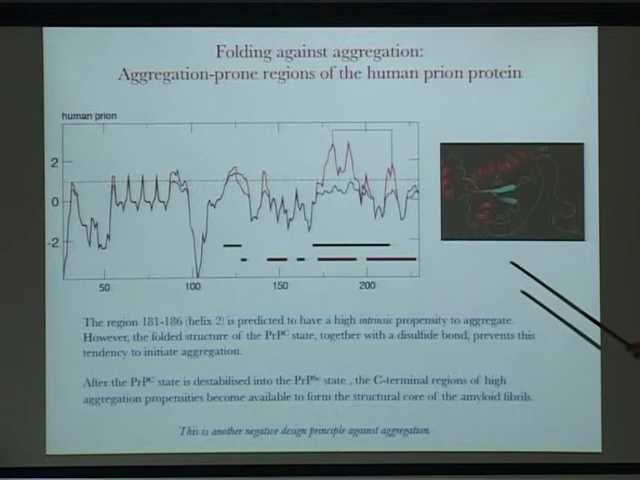 Folding against aggregation:
Aggregation-prone regions of the human prion protein
human prion
2
0
-2
50
100
150
200
The region 181-186 (helix 2) is predicted to have a high intrinsic propensity to aggregate.
However, the folded structure of the PrPC state, together with a disulfide bond, prevents this
tendency to initiate aggregation.
After the PrPC state is destabilised into the PrPSc state , the C-terminal regions of high
aggregation propensities become available to form the structural core of the amyloid fibrils.
This is another negative design principle against aggregation.